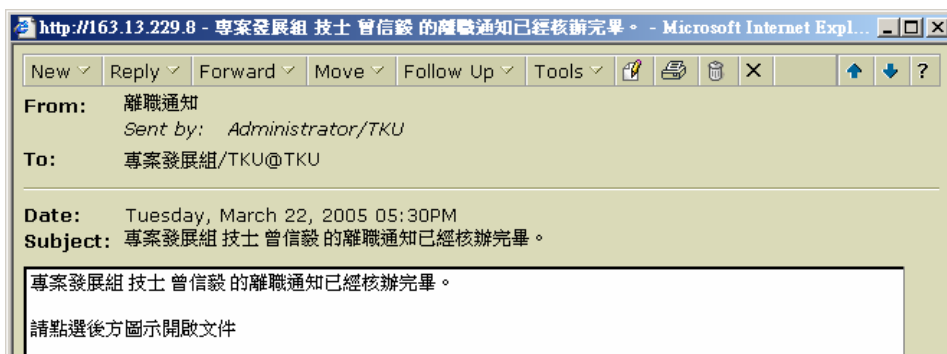 http://163.13.229.8 - 專案發展組 技士 曾信毅 的離職通知已經核辦完畢。 - Microsoft Internet Expl...
New Reply Forward Move Follow Up Tools ?
From: 離職通知
Sent by: Administrator/TKU
To: 專案發展組/TKU@TKU
Date: Tuesday, March 22, 2005 05:30PM
Subject: 專案發展組 技士 曾信毅 的離職通知已經核辦完畢。
專案發展組 技士 曾信毅 的離職通知已經核辦完畢。
請點選後方圖示開啟文件